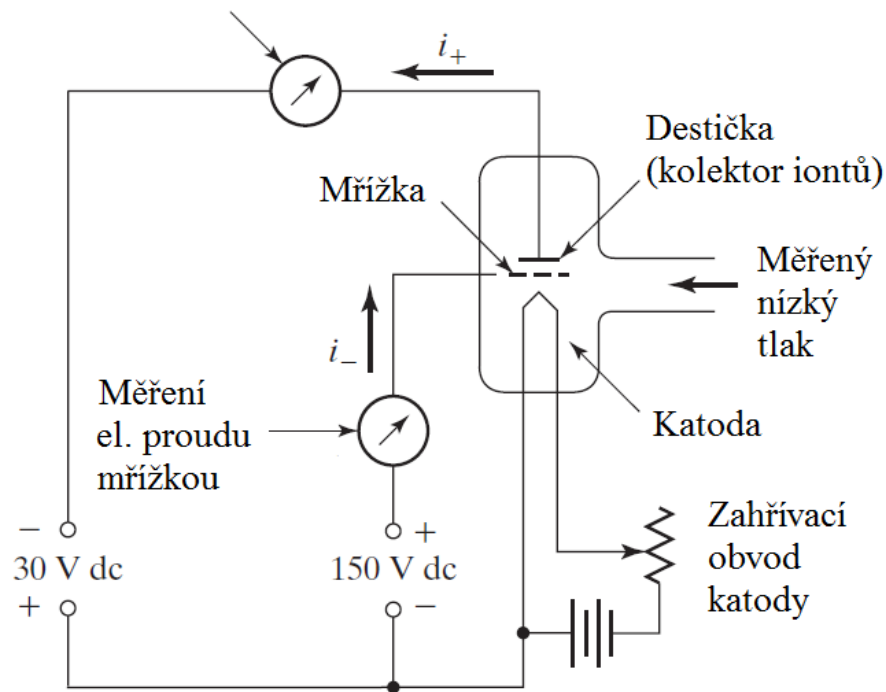 i+
Destička
(kolektor iontů)
Mřížka
Měřený
nízký
tlak
i−
Měření
el. proudu
mřížkou
Katoda
−
30 V dc
+
+
150 V dc
−
Zahřívací
obvod
katody